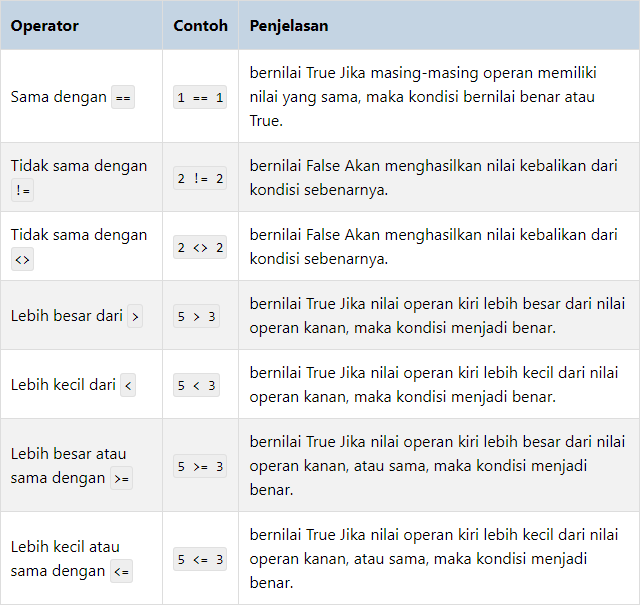 Operator Contoh Penjelasan
bernilai True Jika masing-masing operan memiliki
Sama dengan == 1 == 1 nilai yang sama, maka kondisi bernilai benar atau
True.
Tidak sama dengan
!=
2 != 2
bernilai False Akan menghasilkan nilai kebalikan dari
kondisi sebenarnya.
Tidak sama dengan
<>
2 <> 2
bernilai False Akan menghasilkan nilai kebalikan dari
kondisi sebenarnya.
Lebih besar dari >
5 > 3
bernilai True Jika nilai operan kiri lebih besar dari nilai
operan kanan, maka kondisi menjadi benar.
Lebih kecil dari <
5 < 3
bernilai True Jika nilai operan kiri lebih kecil dari nilai
operan kanan, maka kondisi menjadi benar.
Lebih besar atau
sama dengan >=
5 >= 3
bernilai True Jika nilai operan kiri lebih besar dari nilai
operan kanan, atau sama, maka kondisi menjadi
benar.
Lebih kecil atau
sama dengan <=
5 <= 3
bernilai True Jika nilai operan kiri lebih kecil dari nilai
operan kanan, atau sama, maka kondisi menjadi
benar.